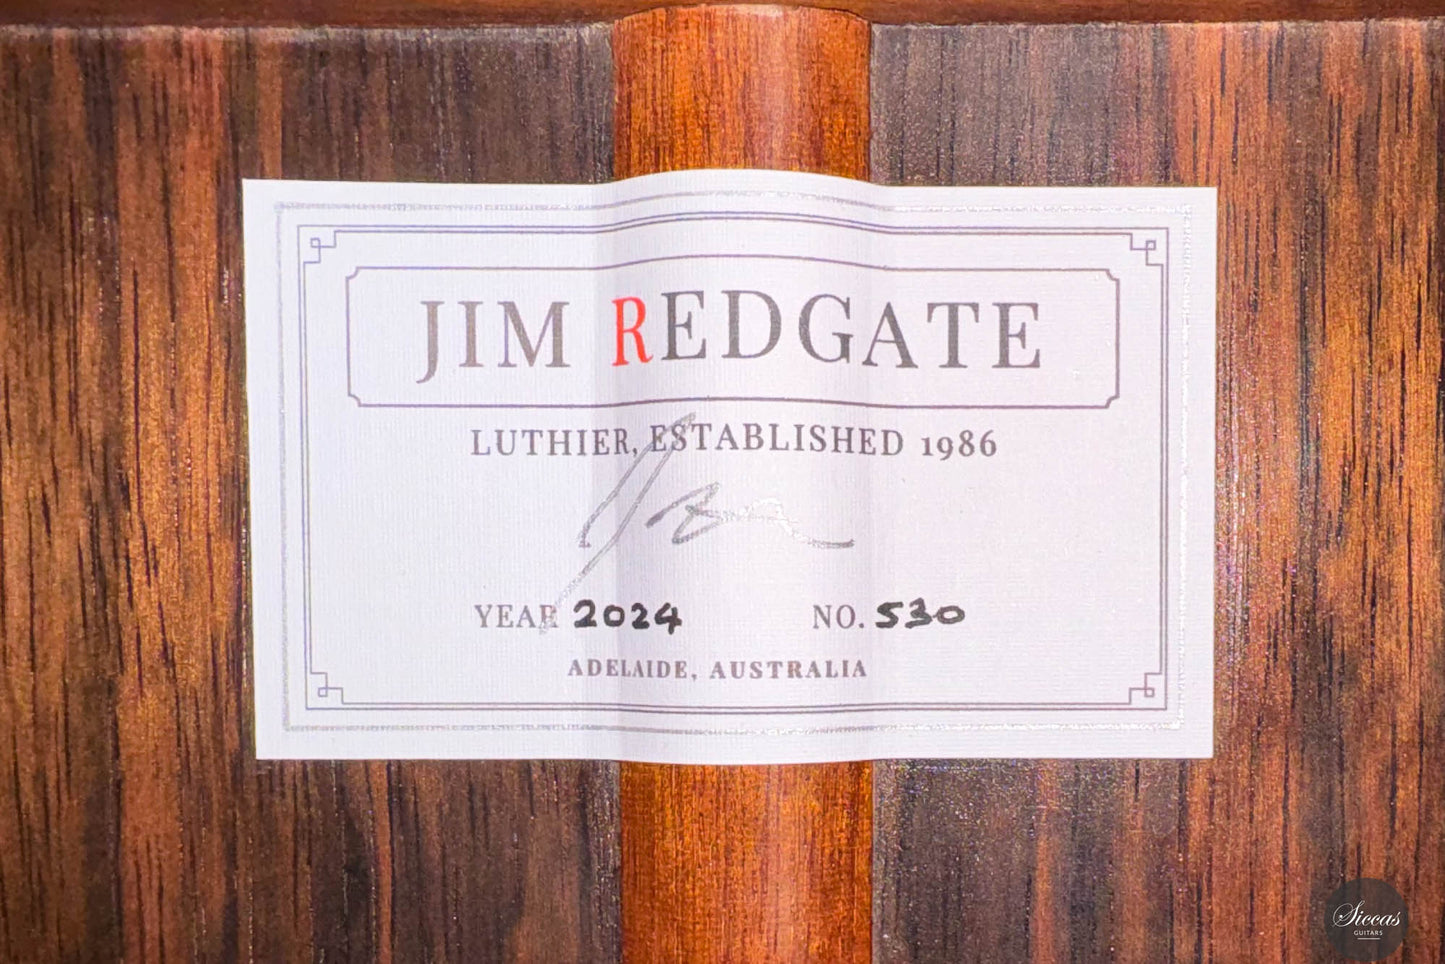 JIM REDGATE
LUTHIER, ESTABLISHED 1986
YEAR 2024 NO. 530
ADELAIDE, AUSTRALIA
Siccas
GUITARS